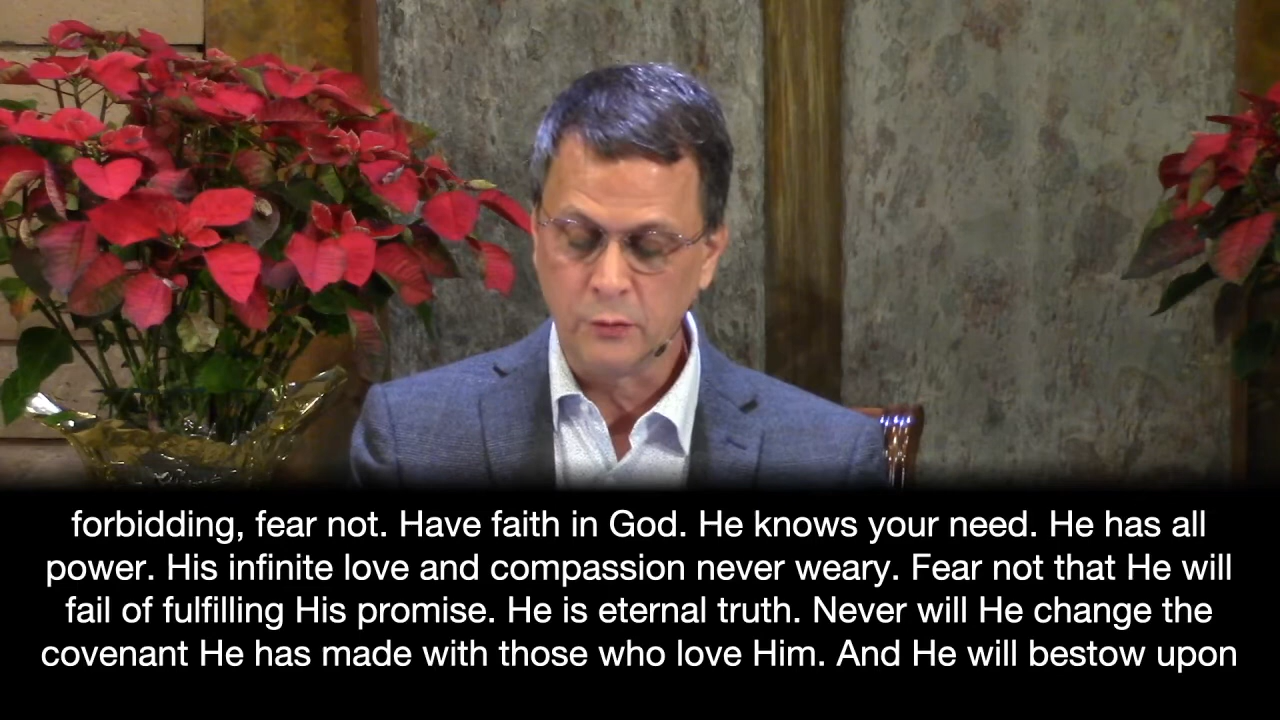 forbidding, fear not. Have faith in God. He knows your need. He has all
power. His infinite love and compassion never weary. Fear not that He will
fail of fulfilling His promise. He is eternal truth. Never will He change the
covenant He has made with those who love Him. And He will bestow upon